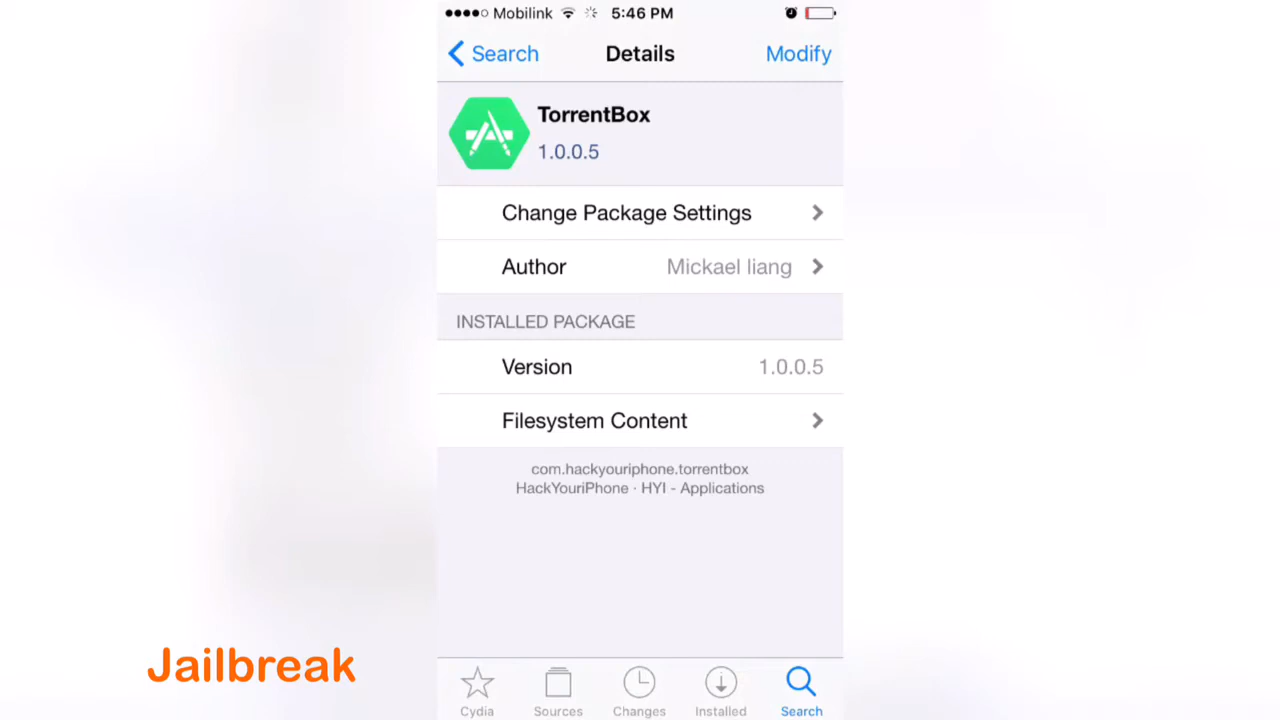 Mobilink 5:46 PM
Search Details Modify
TorrentBox
1.0.0.5
Change Package Settings
Author Mickael liang
INSTALLED PACKAGE
Version 1.0.0.5
Filesystem Content
com.hackyouriphone.torrentbox
HackYouriPhone · HYI - Applications
Jailbreak
Cydia Sources Changes Installed Search